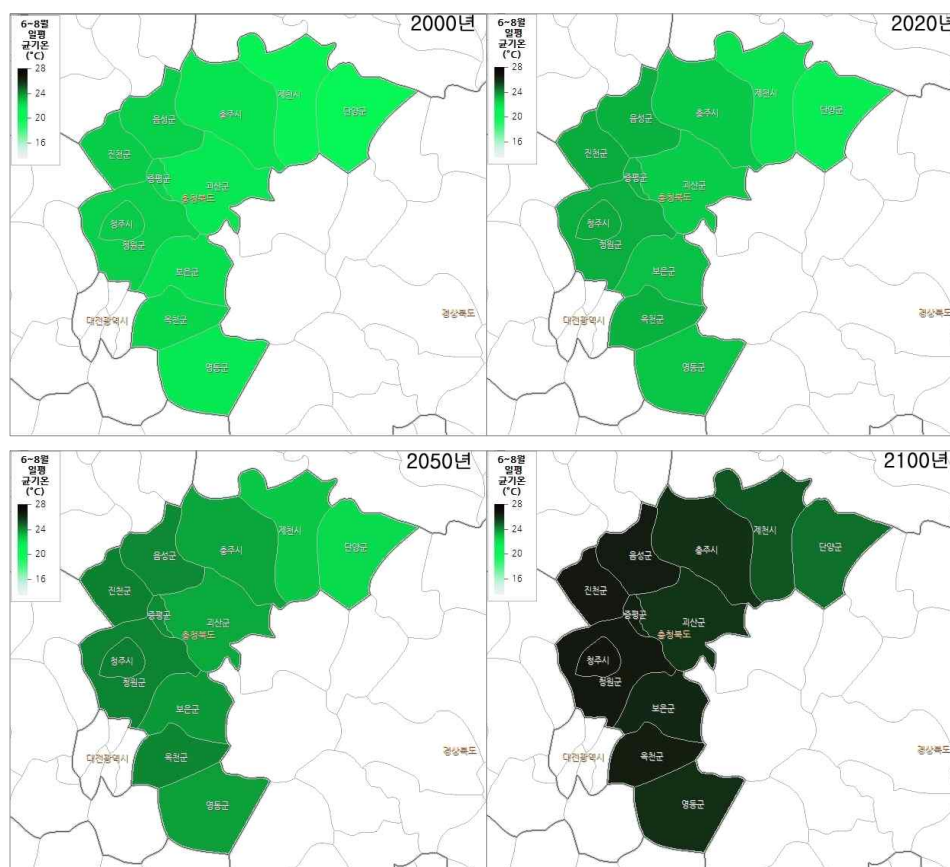 6~8월
일평
균기온
(°C)
28
24
20
16
2000년
제천시
단양군
충주시
음성군
진천군
증평군
괴산군
충청북도
청주시
청원군
보은군
대전광역시
옥천군
경상북도
영동군
6~8월
일평
균기온
(°C)
28
24
20
16
2020년
제천시
단양군
충주시
음성군
진천군
증평군
괴산군
충청북도
청주시
청원군
보은군
대전광역시
옥천군
경상북도
영동군
6~8월
일평
균기온
(°C)
28
24
20
16
2050년
제천시
단양군
충주시
음성군
진천군
증평군
괴산군
충청북도
청주시
청원군
보은군
대전광역시
옥천군
경상북도
영동군
6~8월
일평
균기온
(°C)
28
24
20
16
2100년
제천시
단양군
충주시
음성군
진천군
증평군
괴산군
충청북도
청주시
청원군
보은군
대전광역시
옥천군
경상북도
영동군